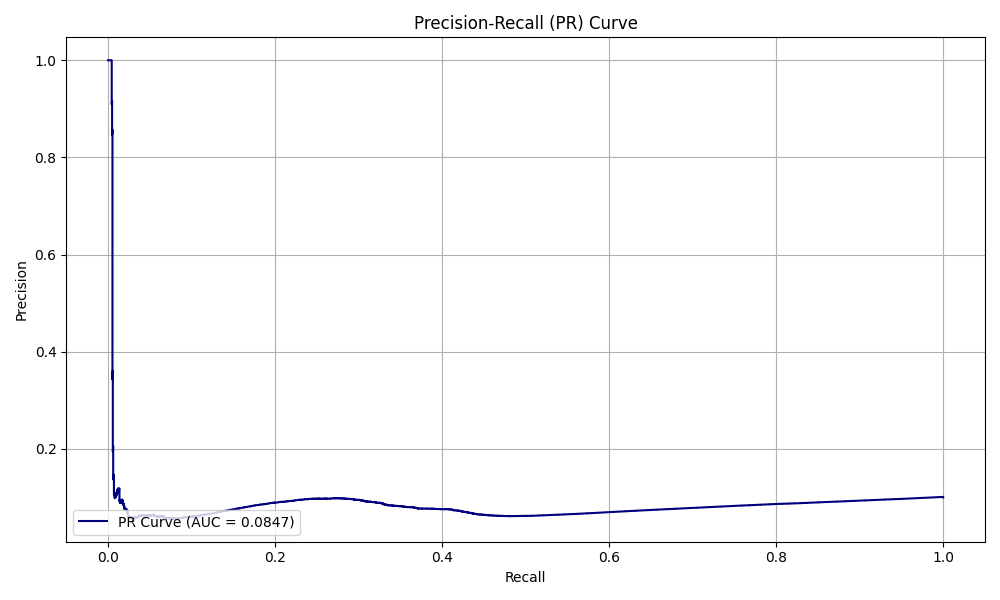 Precision-Recall (PR) Curve
Precision
1.0
0.8
0.6
0.4
0.2
PR Curve (AUC = 0.0847)
0.0 0.2 0.4 0.6 0.8 1.0
Recall